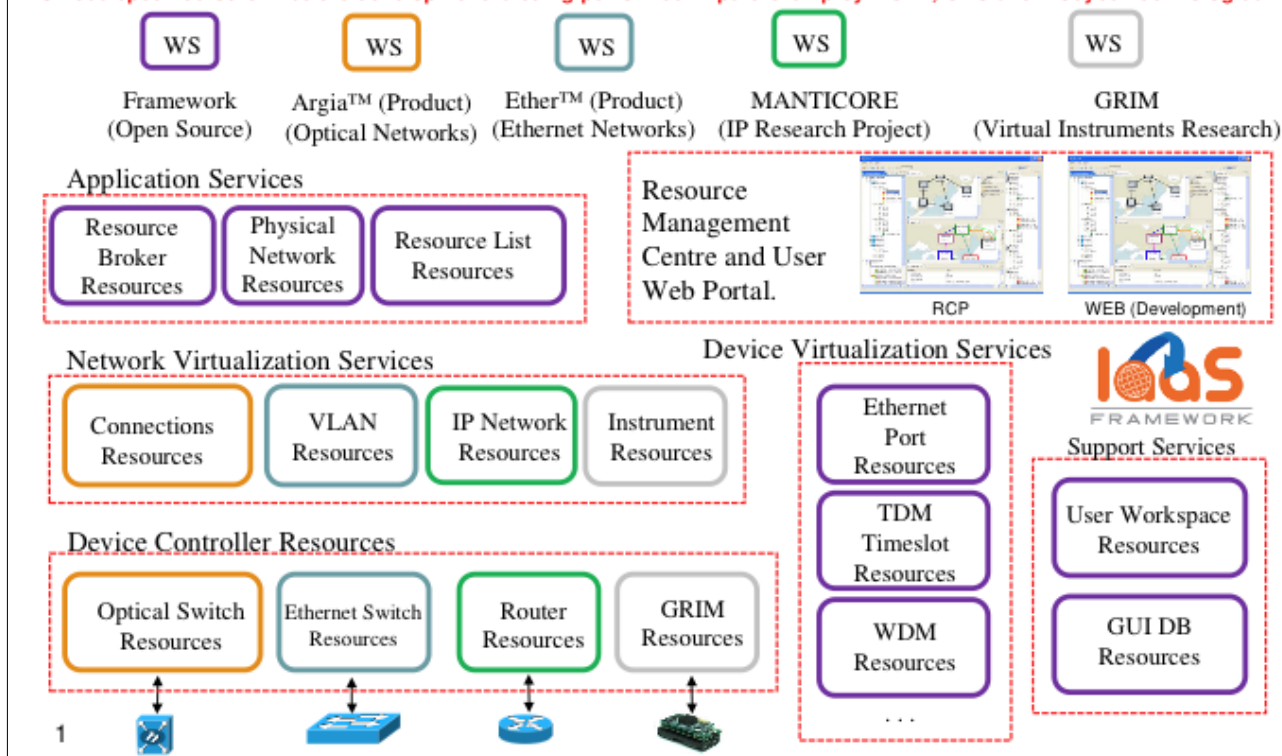 WS
WS
WS
WS
WS
Framework
(Open Source)
Argia™ (Product)
(Optical Networks)
Ether™ (Product)
(Ethernet Networks)
MANTICORE
(IP Research Project)
GRIM
(Virtual Instruments Research)
Application Services
Resource
Broker
Resources
Physical
Network
Resources
Resource List
Resources
Resource
Management
Centre and User
Web Portal.
RCP
WEB (Development)
Network Virtualization Services
Connections
Resources
VLAN
Resources
IP Network
Resources
Instrument
Resources
Device Virtualization Services
Ethernet
Port
Resources
TDM
Timeslot
Resources
WDM
Resources
. . .
IaaS
FRAMEWORK
Support Services
User Workspace
Resources
GUI DB
Resources
Device Controller Resources
Optical Switch
Resources
Ethernet Switch
Resources
Router
Resources
GRIM
Resources
1